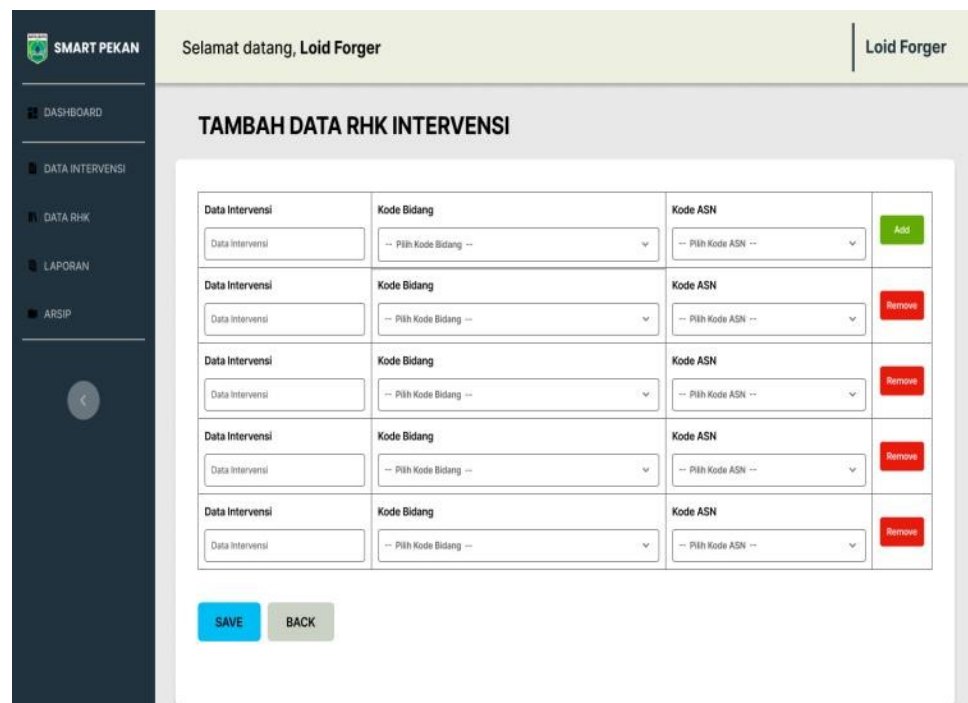 SMART PEKAN
Selamat datang, Loid Forger
Loid Forger
DASHBOARD
DATA INTERVENSI
DATA RHK
LAPORAN
ARSIP
TAMBAH DATA RHK INTERVENSI
Data Intervensi Kode Bidang Kode ASN
Data Intervensi -- Pilih Kode Bidang -- -- Pilih Kode ASN -- Add
Data Intervensi Kode Bidang Kode ASN
Data Intervensi -- Pilih Kode Bidang -- -- Pilih Kode ASN -- Remove
Data Intervensi Kode Bidang Kode ASN
Data Intervensi -- Pilih Kode Bidang -- -- Pilih Kode ASN -- Remove
Data Intervensi Kode Bidang Kode ASN
Data Intervensi -- Pilih Kode Bidang -- -- Pilih Kode ASN -- Remove
Data Intervensi Kode Bidang Kode ASN
Data Intervensi -- Pilih Kode Bidang -- -- Pilih Kode ASN -- Remove
SAVE BACK